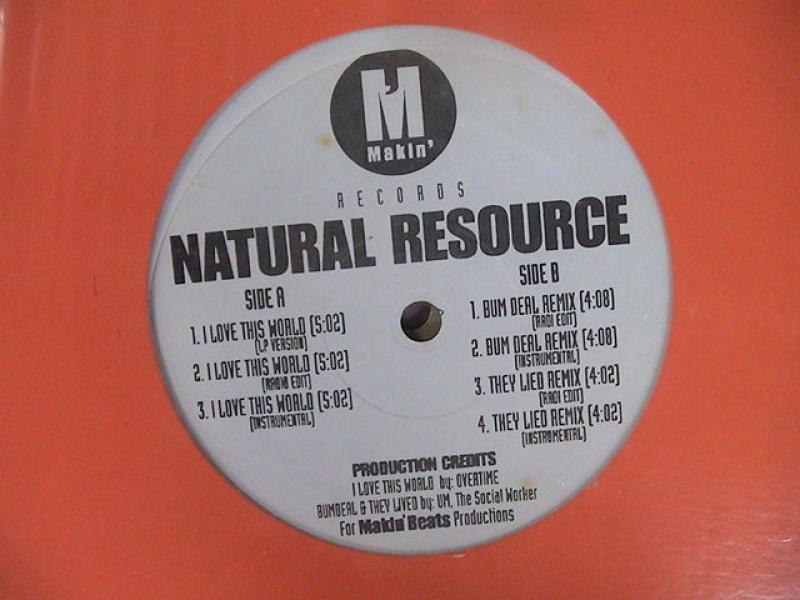 M'
Makin'
RECORDS
NATURAL RESOURCE
SIDE A
1. I LOVE THIS WORLD [5:02]
[LP VERSION]
2. I LOVE THIS WORLD [5:02]
[RADIO EDIT]
3. I LOVE THIS WORLD [5:02]
[INSTRUMENTAL]
SIDE B
1. BUM DEAL REMIX [4:08]
[RADI EDIT]
2. BUM DEAL REMIX [4:08]
[INSTRUMENTAL]
3. THEY LIED REMIX [4:02]
[RADI EDIT]
4. THEY LIED REMIX [4:02]
[INSTRUMENTAL]
PRODUCTION CREDITS
I LOVE THIS WORLD by: OVERTIME
BUMDEAL & THEY LIVED by: UM, The Social Worker
For Makin' Beats Productions